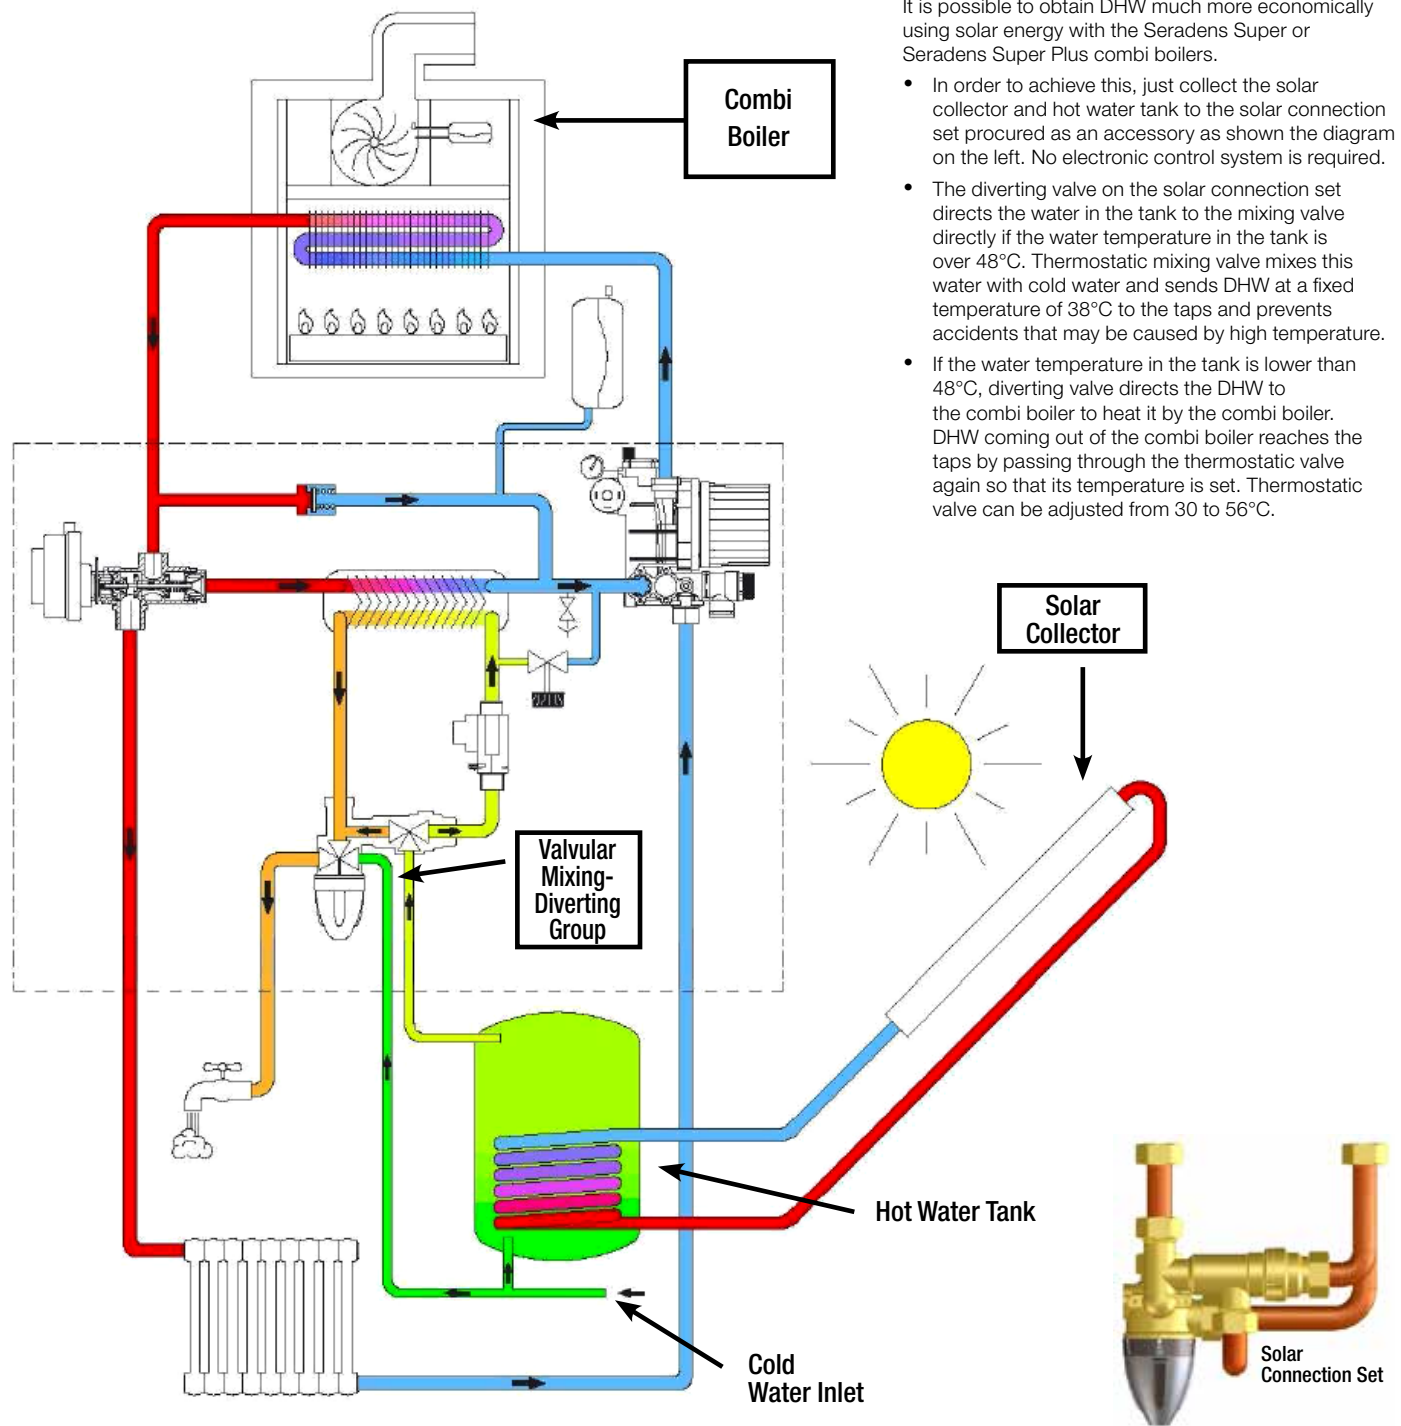 It is possible to obtain DHW much more economically
using solar energy with the Seradens Super or
Seradens Super Plus combi boilers.
• In order to achieve this, just collect the solar
collector and hot water tank to the solar connection
set procured as an accessory as shown the diagram
on the left. No electronic control system is required.
• The diverting valve on the solar connection set
directs the water in the tank to the mixing valve
directly if the water temperature in the tank is
over 48°C. Thermostatic mixing valve mixes this
water with cold water and sends DHW at a fixed
temperature of 38°C to the taps and prevents
accidents that may be caused by high temperature.
• If the water temperature in the tank is lower than
48°C, diverting valve directs the DHW to
the combi boiler to heat it by the combi boiler.
DHW coming out of the combi boiler reaches the
taps by passing through the thermostatic valve
again so that its temperature is set. Thermostatic
valve can be adjusted from 30 to 56°C.
Combi
Boiler
Solar
Collector
Valvular
Mixing-
Diverting
Group
Hot Water Tank
Cold
Water Inlet
Solar
Connection Set